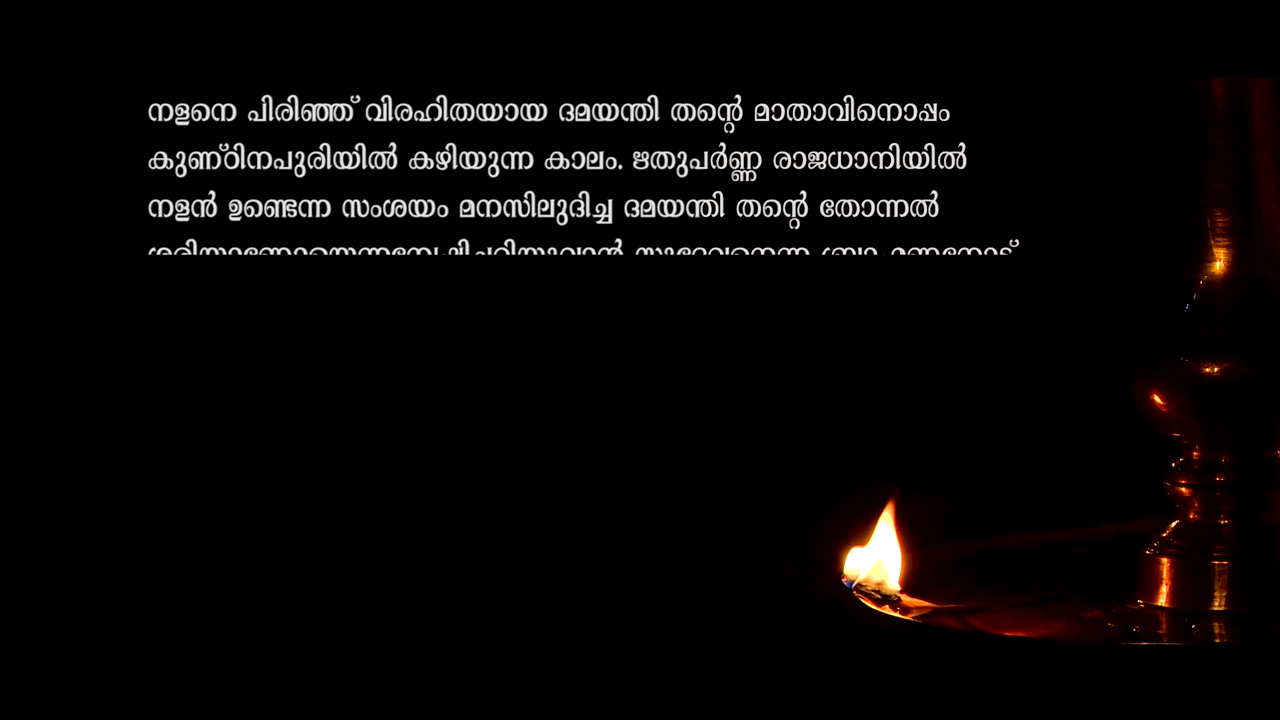 നളനെ പിരിഞ്ഞ് വിരഹിതയായ ദമയന്തി തന്റെ മാതാവിനൊപ്പം
കുണ്ഠിനപുരിയിൽ കഴിയുന്ന കാലം. ഋതുപർണ്ണ രാജധാനിയിൽ
നളൻ ഉണ്ടെന്ന സംശയം മനസിലുദിച്ച ദമയന്തി തന്റെ തോന്നൽ